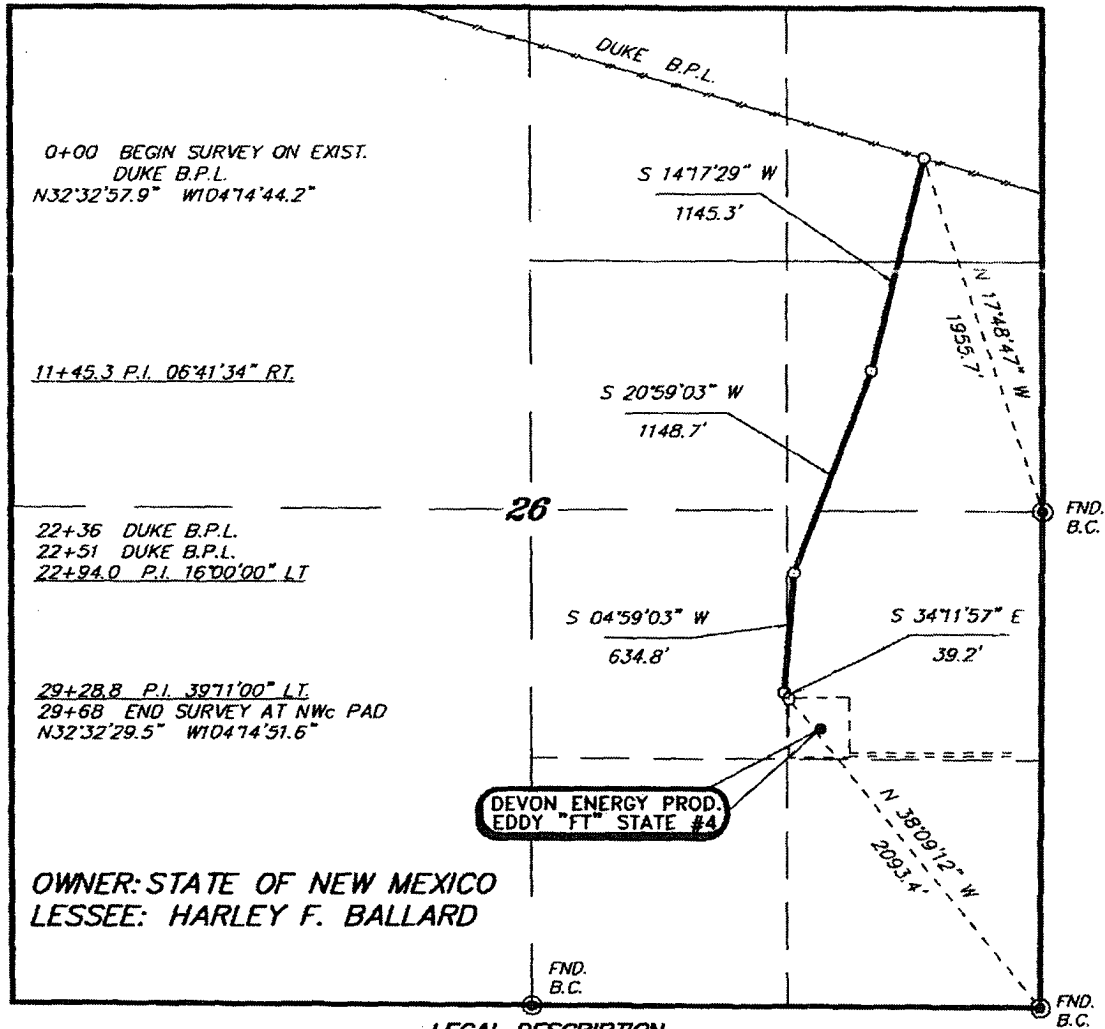 DUKE B.P.L.
0+00 BEGIN SURVEY ON EXIST.
DUKE B.P.L.
N32°32'57.9" W104°14'44.2"
S 14°17'29" W
1145.3'
N 17°48'47" W
1955.7'
11+45.3 P.I. 06°41'34" RT.
S 20°59'03" W
1148.7'
26
FND.
B.C.
22+36 DUKE B.P.L.
22+51 DUKE B.P.L.
22+94.0 P.I. 16°00'00" LT
S 04°59'03" W
634.8'
S 34°11'57" E
39.2'
29+28.8 P.I. 39°11'00" LT.
29+68 END SURVEY AT NWc PAD
N32°32'29.5" W104°14'51.6"
DEVON ENERGY PROD.
EDDY "FT" STATE #4
N 38°09'12" W
2093.4'
OWNER: STATE OF NEW MEXICO
LESSEE: HARLEY F. BALLARD
FND.
B.C.
FND.
B.C.
LEGAL DESCRIPTION